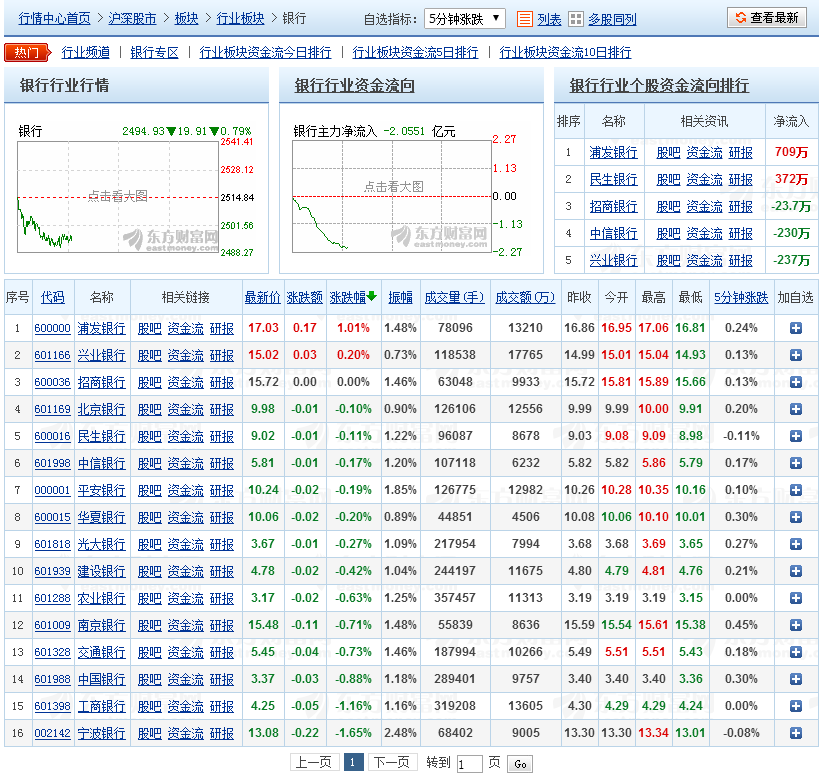 行情中心首页 > 沪深股市 > 板块 > 行业板块 > 银行 自选指标: 5分钟涨跌 列表 多股同列 查看最新
热门 行业频道 | 银行专区 | 行业板块资金流今日排行 | 行业板块资金流5日排行 | 行业板块资金流10日排行
银行行业行情
银行 2494.93▼19.91▼0.79%
2541.41
2528.12
点击看大图 2514.84
2501.56
东方财富网
eastmoney.com
2488.27
银行行业资金流向
银行主力净流入 -2.0551 亿元
2.27
1.13
点击看大图
0.00
-1.13
东方财富网
eastmoney.com
-2.27
银行行业个股资金流向排行
排序 名称 相关资讯 净流入
1 浦发银行 股吧 资金流 研报 709万
2 民生银行 股吧 资金流 研报 372万
3 招商银行 股吧 资金流 研报 -23.7万
4 中信银行 股吧 资金流 研报 -230万
5 兴业银行 股吧 资金流 研报 -237万
序号 代码 名称 相关链接 最新价 涨跌额 涨跌幅 振幅 成交量(手) 成交额(万) 昨收 今开 最高 最低 5分钟涨跌 加自选
1 600000 浦发银行 股吧 资金流 研报 17.03 0.17 1.01% 1.48% 78096 13210 16.86 16.95 17.06 16.81 0.24%
2 601166 兴业银行 股吧 资金流 研报 15.02 0.03 0.20% 0.73% 118538 17765 14.99 15.01 15.04 14.93 0.13%
3 600036 招商银行 股吧 资金流 研报 15.72 0.00 0.00% 1.46% 63048 9933 15.72 15.81 15.89 15.66 0.13%
4 601169 北京银行 股吧 资金流 研报 9.98 -0.01 -0.10% 0.90% 126106 12556 9.99 9.99 10.00 9.91 0.20%
5 600016 民生银行 股吧 资金流 研报 9.02 -0.01 -0.11% 1.22% 96087 8678 9.03 9.08 9.09 8.98 -0.11%
6 601998 中信银行 股吧 资金流 研报 5.81 -0.01 -0.17% 1.20% 107118 6232 5.82 5.82 5.86 5.79 0.17%
7 000001 平安银行 股吧 资金流 研报 10.24 -0.02 -0.19% 1.85% 126775 12982 10.26 10.28 10.35 10.16 0.10%
8 600015 华夏银行 股吧 资金流 研报 10.06 -0.02 -0.20% 0.89% 44851 4506 10.08 10.06 10.10 10.01 0.30%
9 601818 光大银行 股吧 资金流 研报 3.67 -0.01 -0.27% 1.09% 217954 7994 3.68 3.68 3.69 3.65 0.27%
10 601939 建设银行 股吧 资金流 研报 4.78 -0.02 -0.42% 1.04% 244197 11675 4.80 4.79 4.81 4.76 0.21%
11 601288 农业银行 股吧 资金流 研报 3.17 -0.02 -0.63% 1.25% 357457 11313 3.19 3.19 3.19 3.15 0.00%
12 601009 南京银行 股吧 资金流 研报 15.48 -0.11 -0.71% 1.48% 55839 8636 15.59 15.54 15.61 15.38 0.45%
13 601328 交通银行 股吧 资金流 研报 5.45 -0.04 -0.73% 1.46% 187994 10266 5.49 5.51 5.51 5.43 0.18%
14 601988 中国银行 股吧 资金流 研报 3.37 -0.03 -0.88% 1.18% 289401 9757 3.40 3.40 3.40 3.36 0.30%
15 601398 工商银行 股吧 资金流 研报 4.25 -0.05 -1.16% 1.16% 319208 13605 4.30 4.29 4.29 4.24 0.00%
16 002142 宁波银行 股吧 资金流 研报 13.08 -0.22 -1.65% 2.48% 68402 9005 13.30 13.30 13.34 13.01 -0.08%
上一页 1 下一页 转到 1 页 Go